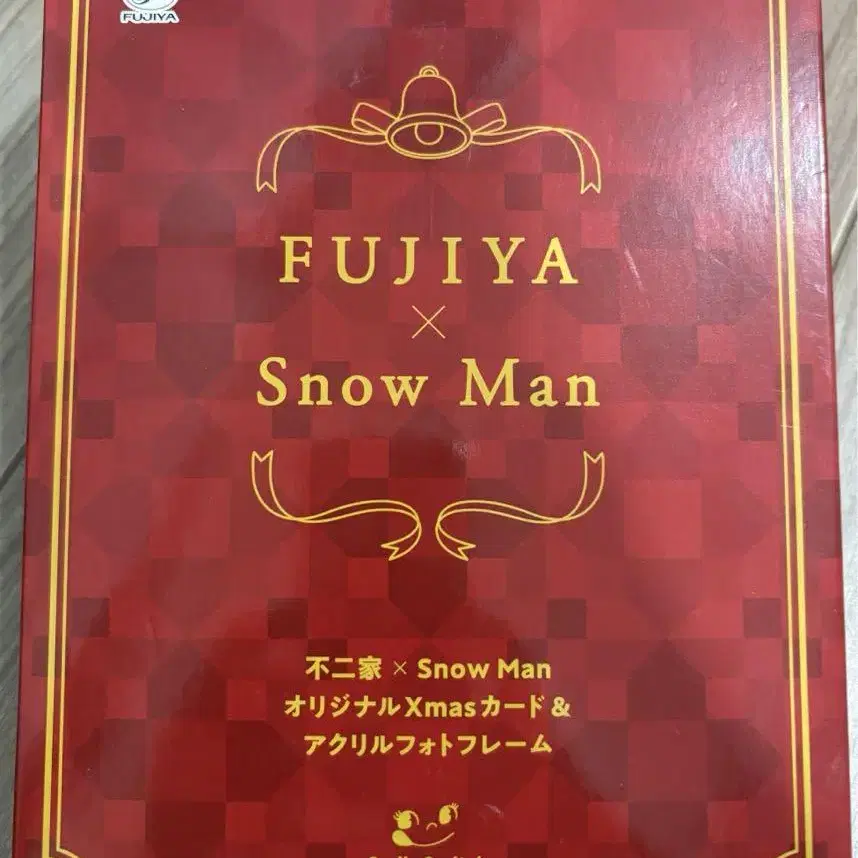 FUJIYA
FUJIYA
×
Snow Man
不二家 × Snow Man
オリジナルXmasカード&
アクリルフォトフレーム